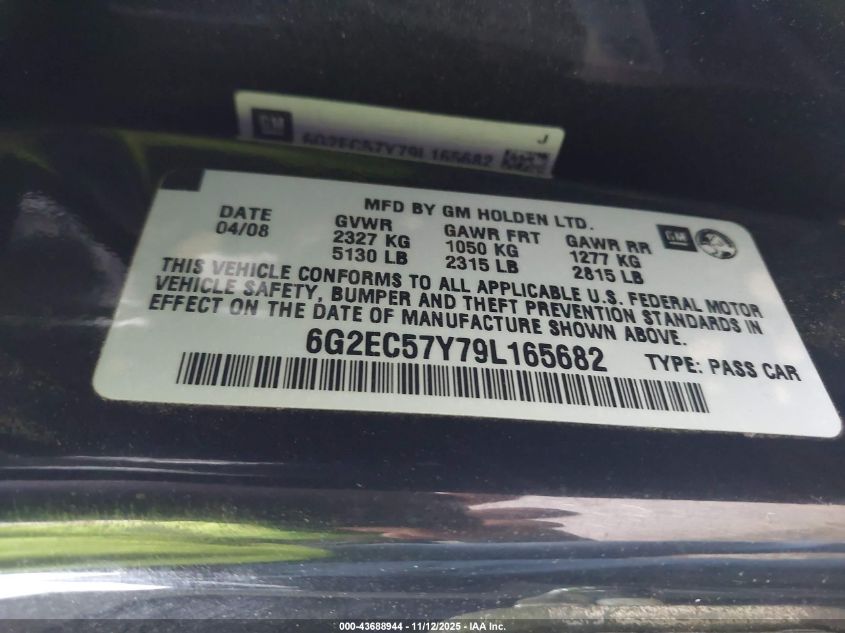 GM
J
6G2EC57Y79L165682
MFD BY GM HOLDEN LTD.
DATE GVWR GAWR FRT GAWR RR GM
04/08 2327 KG 1050 KG 1277 KG
5130 LB 2315 LB 2815 LB
THIS VEHICLE CONFORMS TO ALL APPLICABLE U.S. FEDERAL MOTOR
VEHICLE SAFETY, BUMPER AND THEFT PREVENTION STANDARDS IN
EFFECT ON THE DATE OF MANUFACTURE SHOWN ABOVE.
6G2EC57Y79L165682 TYPE: PASS CAR
000-43688944 - 11/12/2025 - IAA Inc.